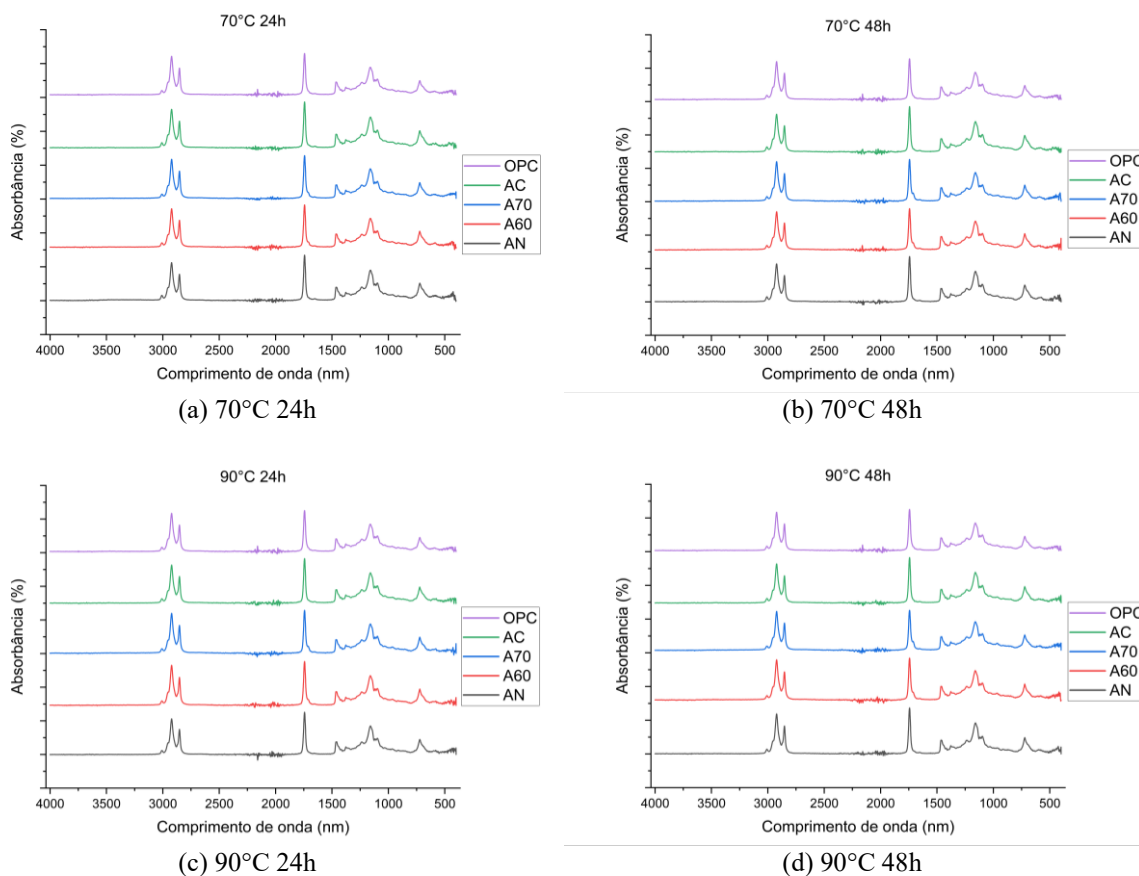 70°C 24h
Absorbância (%)
OPC
AC
A70
A60
AN
4000 3500 3000 2500 2000 1500 1000 500
Comprimento de onda (nm)
(a) 70°C 24h
70°C 48h
Absorbância (%)
OPC
AC
A70
A60
AN
4000 3500 3000 2500 2000 1500 1000 500
Comprimento de onda (nm)
(b) 70°C 48h
90°C 24h
Absorbância (%)
OPC
AC
A70
A60
AN
4000 3500 3000 2500 2000 1500 1000 500
Comprimento de onda (nm)
(c) 90°C 24h
90°C 48h
Absorbância (%)
OPC
AC
A70
A60
AN
4000 3500 3000 2500 2000 1500 1000 500
Comprimento de onda (nm)
(d) 90°C 48h